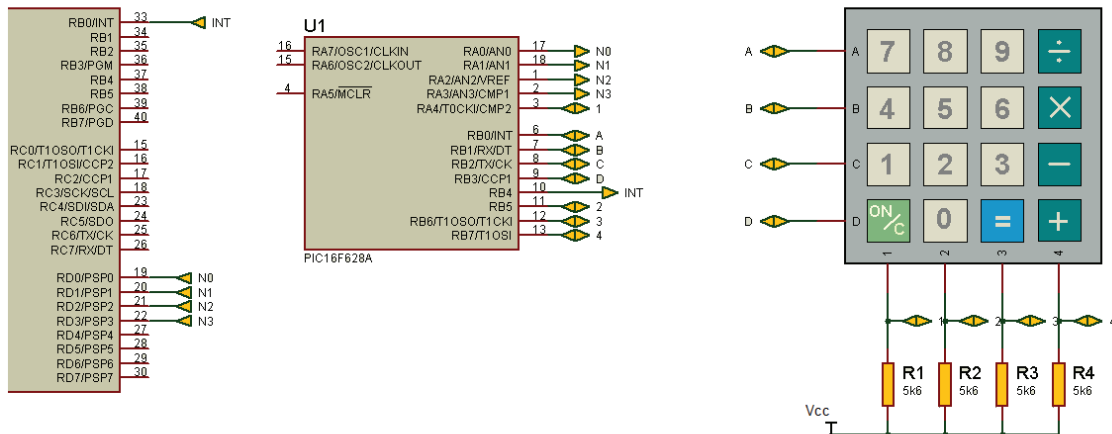 RB0/INT 33 INT
RB1 34
RB2 35
RB3/PGM 36
RB4 37
RB5 38
RB6/PGC 39
RB7/PGD 40
RC0/T1OSO/T1CKI 15
RC1/T1OSI/CCP2 16
RC2/CCP1 17
RC3/SCK/SCL 18
RC4/SDI/SDA 23
RC5/SDO 24
RC6/TX/CK 25
RC7/RX/DT 26
RD0/PSP0 19 N0
RD1/PSP1 20 N1
RD2/PSP2 21 N2
RD3/PSP3 22 N3
RD4/PSP4 27
RD5/PSP5 28
RD6/PSP6 29
RD7/PSP7 30
U1
16 RA7/OSC1/CLKIN RA0/AN0 17 N0
15 RA6/OSC2/CLKOUT RA1/AN1 18 N1
RA2/AN2/VREF 1 N2
4 RA5/MCLR RA3/AN3/CMP1 2 N3
RA4/T0CKI/CMP2 3 1
RB0/INT 6 A
RB1/RX/DT 7 B
RB2/TX/CK 8 C
RB3/CCP1 9 D
RB4 10 INT
RB5 11 2
RB6/T1OSO/T1CKI 12 3
RB7/T1OSI 13 4
PIC16F628A
A A 7 8 9 ÷
B B 4 5 6 ×
C C 1 2 3 −
D D ON/C 0 = +
1 2 3 4
1 2 3 4
R1 R2 R3 R4
5k6 5k6 5k6 5k6
Vcc